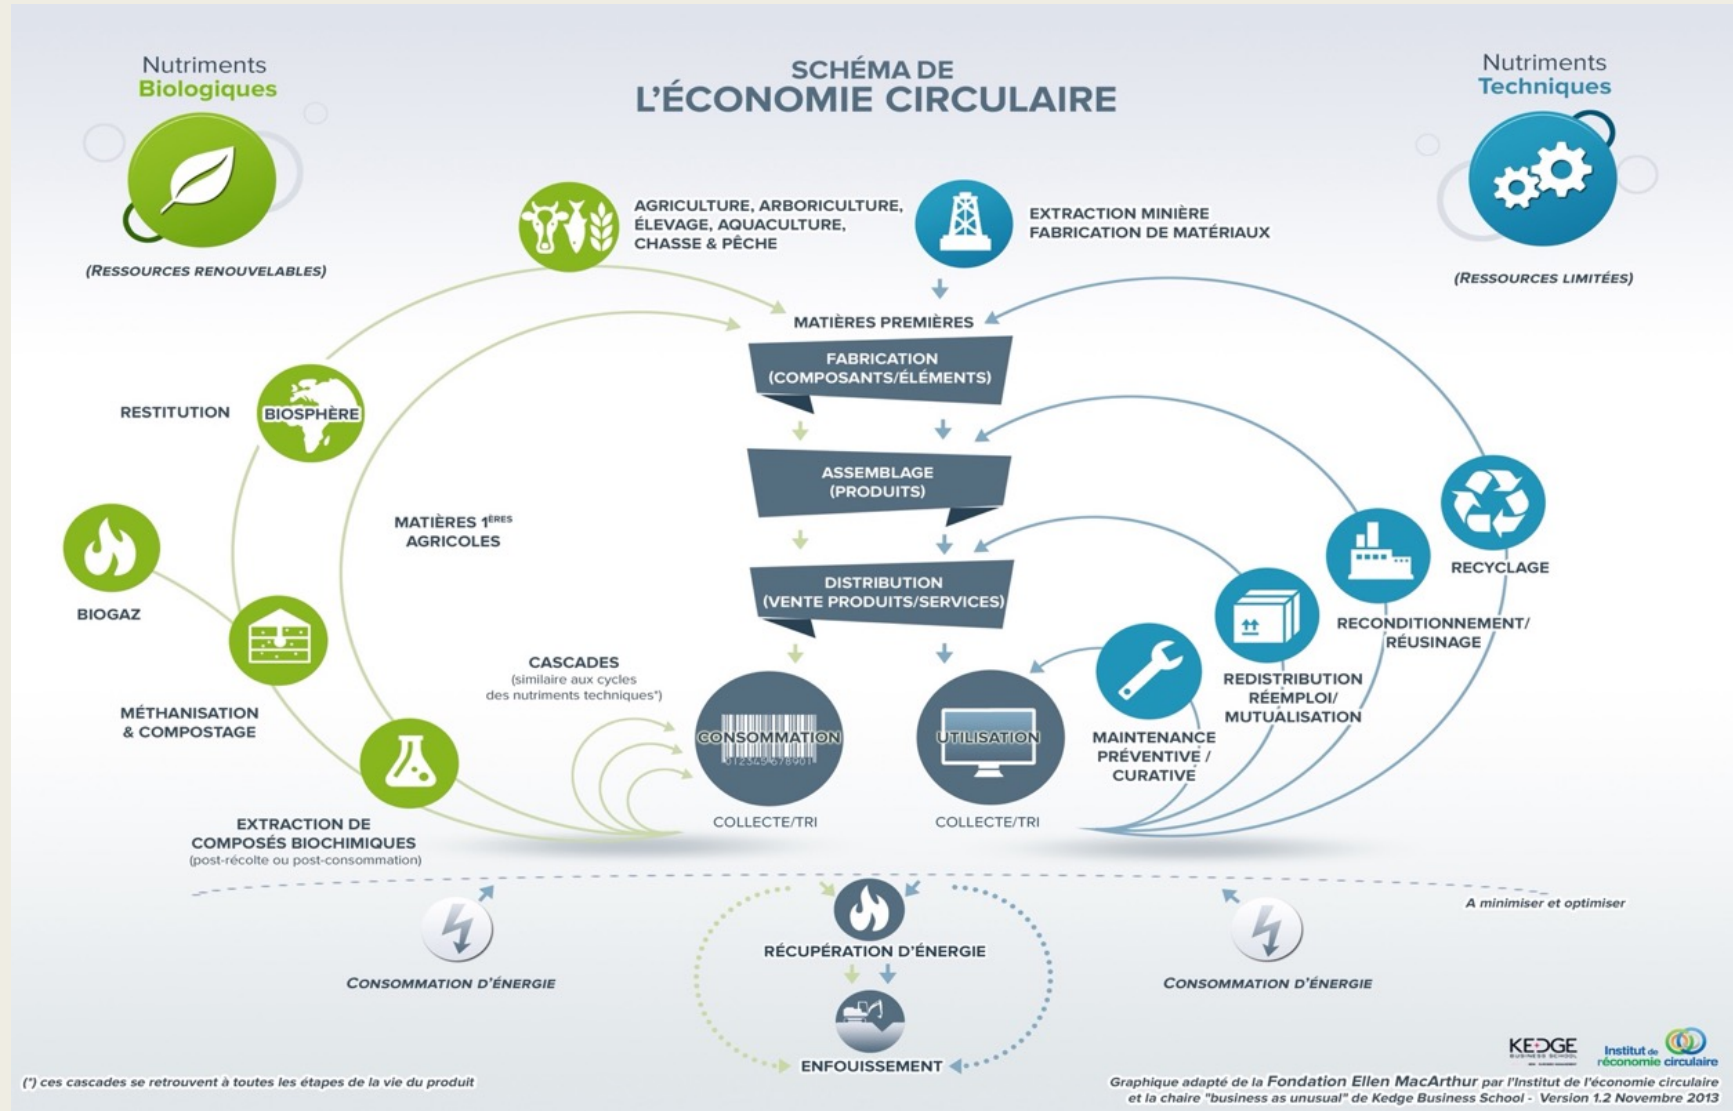 SCHÉMA DE
L'ÉCONOMIE CIRCULAIRE
Nutriments
Biologiques
(RESSOURCES RENOUVELABLES)
Nutriments
Techniques
(RESSOURCES LIMITÉES)
AGRICULTURE, ARBORICULTURE,
ÉLEVAGE, AQUACULTURE,
CHASSE & PÊCHE
EXTRACTION MINIÈRE
FABRICATION DE MATÉRIAUX
MATIÈRES PREMIÈRES
FABRICATION
(COMPOSANTS/ÉLÉMENTS)
ASSEMBLAGE
(PRODUITS)
DISTRIBUTION
(VENTE PRODUITS/SERVICES)
RESTITUTION
BIOSPHÈRE
MATIÈRES 1ÈRES
AGRICOLES
BIOGAZ
MÉTHANISATION
& COMPOSTAGE
EXTRACTION DE
COMPOSÉS BIOCHIMIQUES
(post-récolte ou post-consommation)
CASCADES
(similaire aux cycles
des nutriments techniques*)
CONSOMMATION
012345678901
COLLECTE/TRI
UTILISATION
COLLECTE/TRI
MAINTENANCE
PRÉVENTIVE /
CURATIVE
REDISTRIBUTION
RÉEMPLOI/
MUTUALISATION
RECONDITIONNEMENT/
RÉUSINAGE
RECYCLAGE
A minimiser et optimiser
CONSOMMATION D'ÉNERGIE
RÉCUPÉRATION D'ÉNERGIE
CONSOMMATION D'ÉNERGIE
ENFOUISSEMENT
(*) ces cascades se retrouvent à toutes les étapes de la vie du produit
KEDGE
BUSINESS SCHOOL
Institut de
l'économie circulaire
Graphique adapté de la Fondation Ellen MacArthur par l'Institut de l'économie circulaire
et la chaire "business as unusual" de Kedge Business School - Version 1.2 Novembre 2013